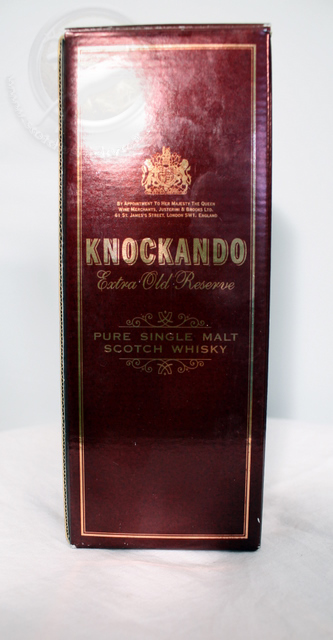 BY APPOINTMENT TO HER MAJESTY THE QUEEN
WINE MERCHANTS, JUSTERINI & BROOKS LTD.
61 ST. JAMES'S STREET, LONDON SW1, ENGLAND
KNOCKANDO
Extra Old Reserve
PURE SINGLE MALT
SCOTCH WHISKY